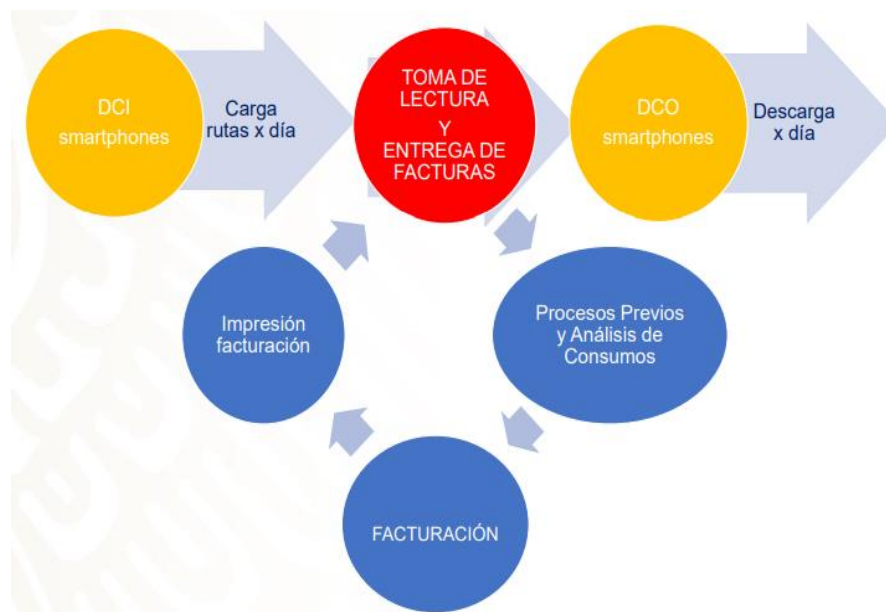 DCI
smartphones
Carga
rutas x día
TOMA DE
LECTURA
Y
ENTREGA DE
FACTURAS
DCO
smartphones
Descarga
x día
Impresión
facturación
Procesos Previos
y Análisis de
Consumos
FACTURACIÓN